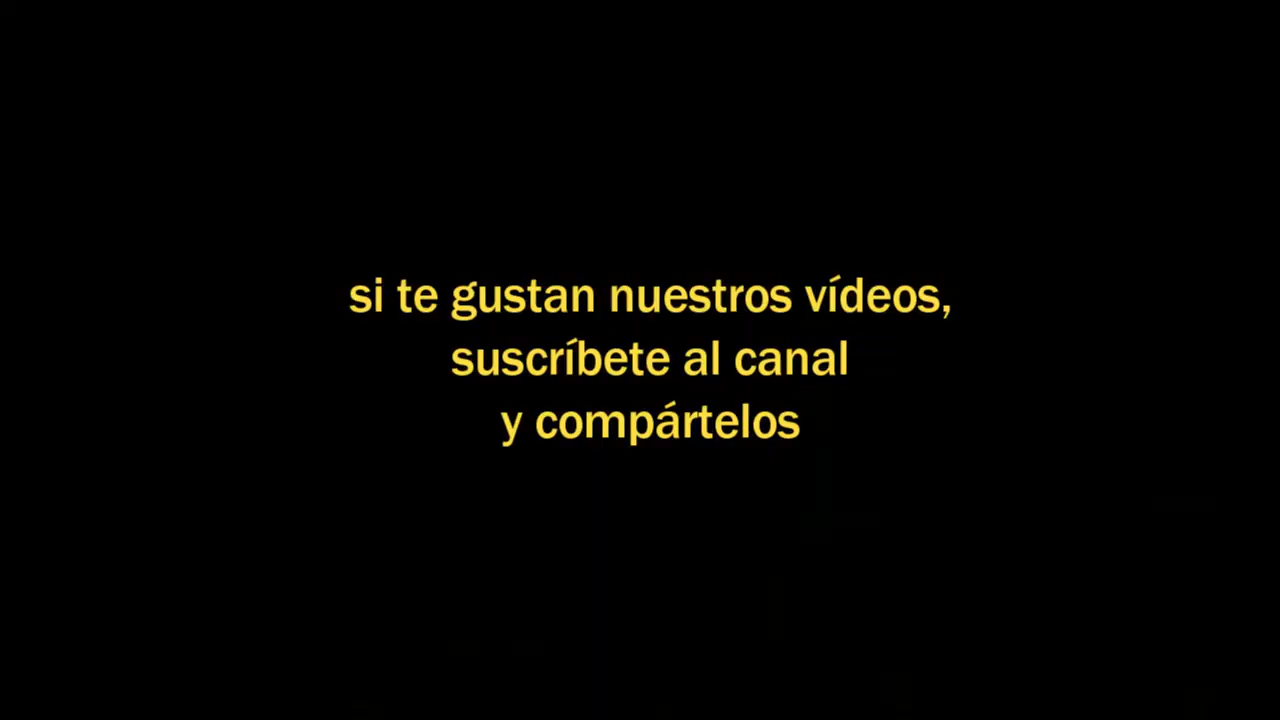 si te gustan nuestros vídeos,
suscríbete al canal
y compártelos